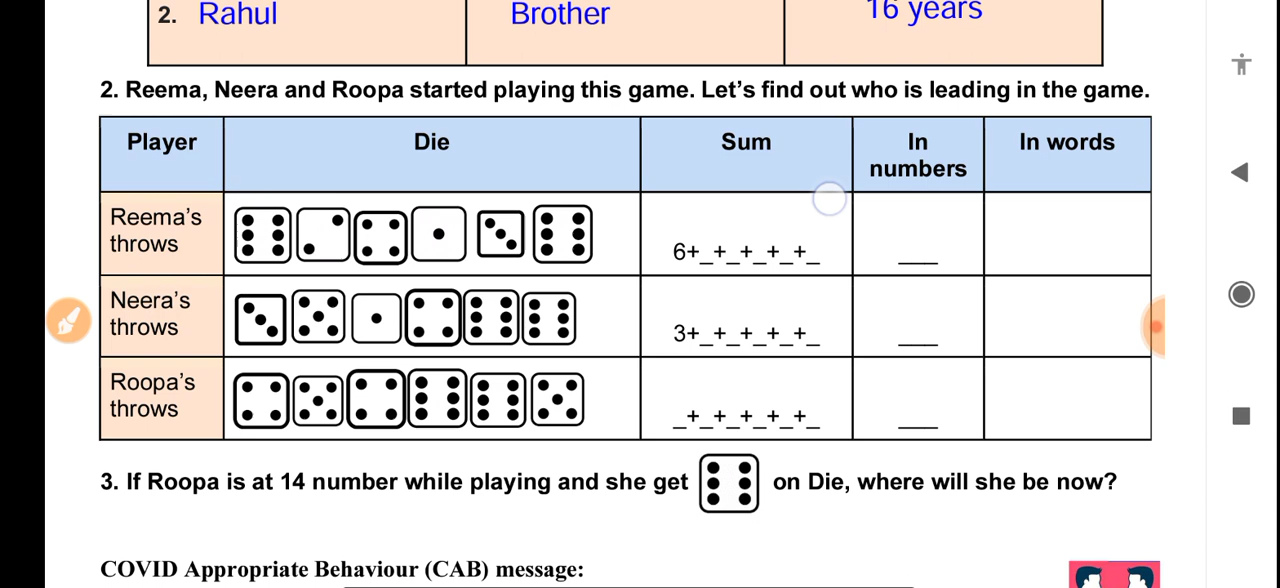 2. Rahul Brother 16 years
2. Reema, Neera and Roopa started playing this game. Let's find out who is leading in the game.
Player Die Sum In numbers In words
Reema's throws 6+_+_+_+_+_ ___
Neera's throws 3+_+_+_+_+_ ___
Roopa's throws _+_+_+_+_+_ ___
3. If Roopa is at 14 number while playing and she get on Die, where will she be now?
COVID Appropriate Behaviour (CAB) message: